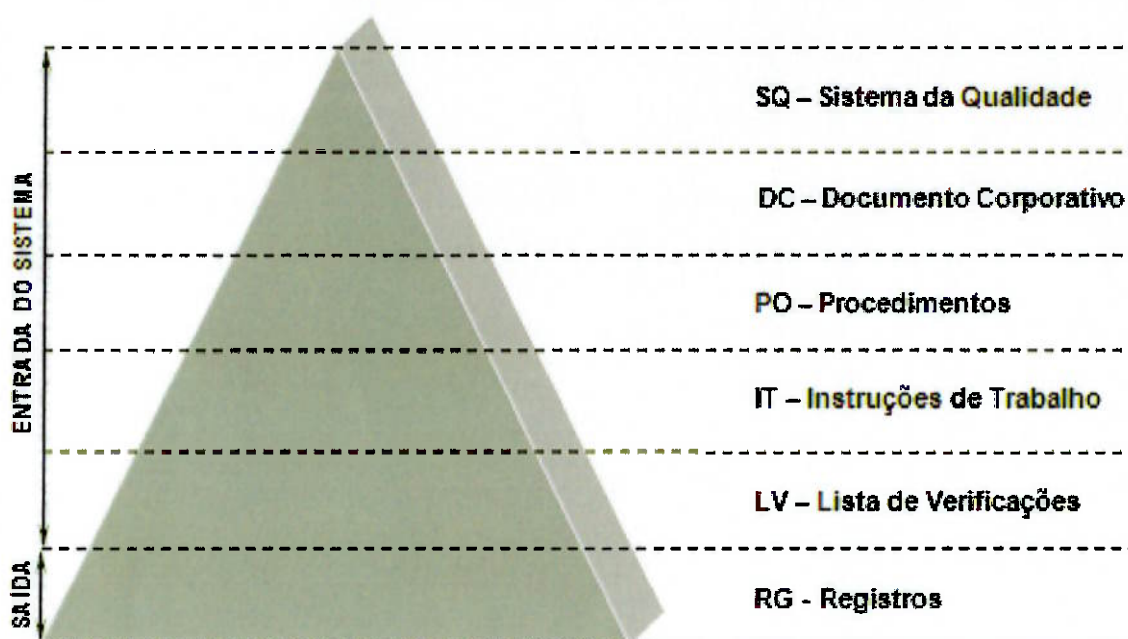 SQ – Sistema da Qualidade
DC – Documento Corporativo
PO – Procedimentos
IT – Instruções de Trabalho
LV – Lista de Verificações
RG - Registros
ENTRADA DO SISTEMA
SAÍDA